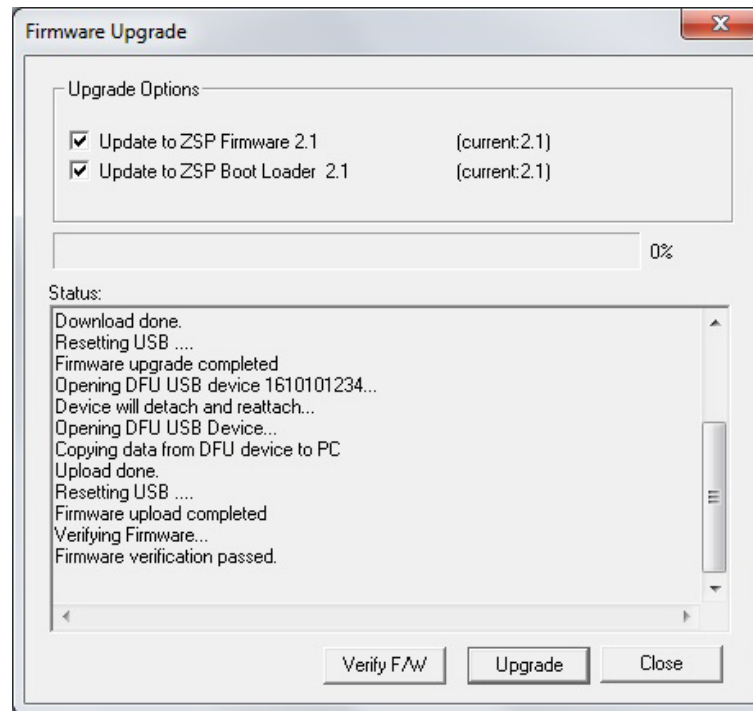 Firmware Upgrade
Upgrade Options
Update to ZSP Firmware 2.1 (current:2.1)
Update to ZSP Boot Loader  2.1 (current:2.1)
0%
Status:
Download done.
Resetting USB ....
Firmware upgrade completed
Opening DFU USB device 1610101234...
Device will detach and reattach...
Opening DFU USB Device...
Copying data from DFU device to PC
Upload done.
Resetting USB ....
Firmware upload completed
Verifying Firmware...
Firmware verification passed.
Verify F/W Upgrade Close